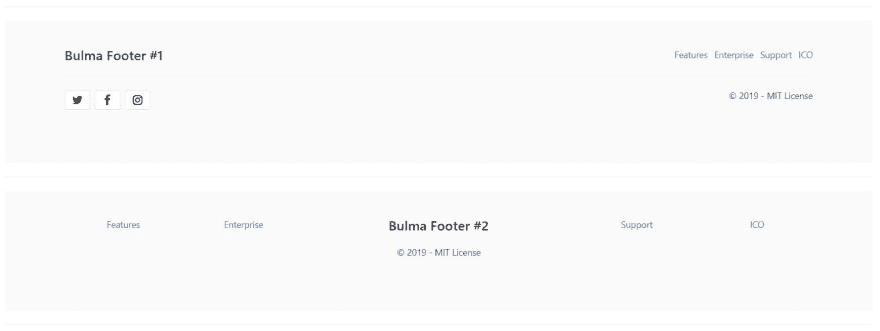 Bulma Footer #1 Features Enterprise Support ICO
© 2019 - MIT License
Features Enterprise Bulma Footer #2 Support ICO
© 2019 - MIT License